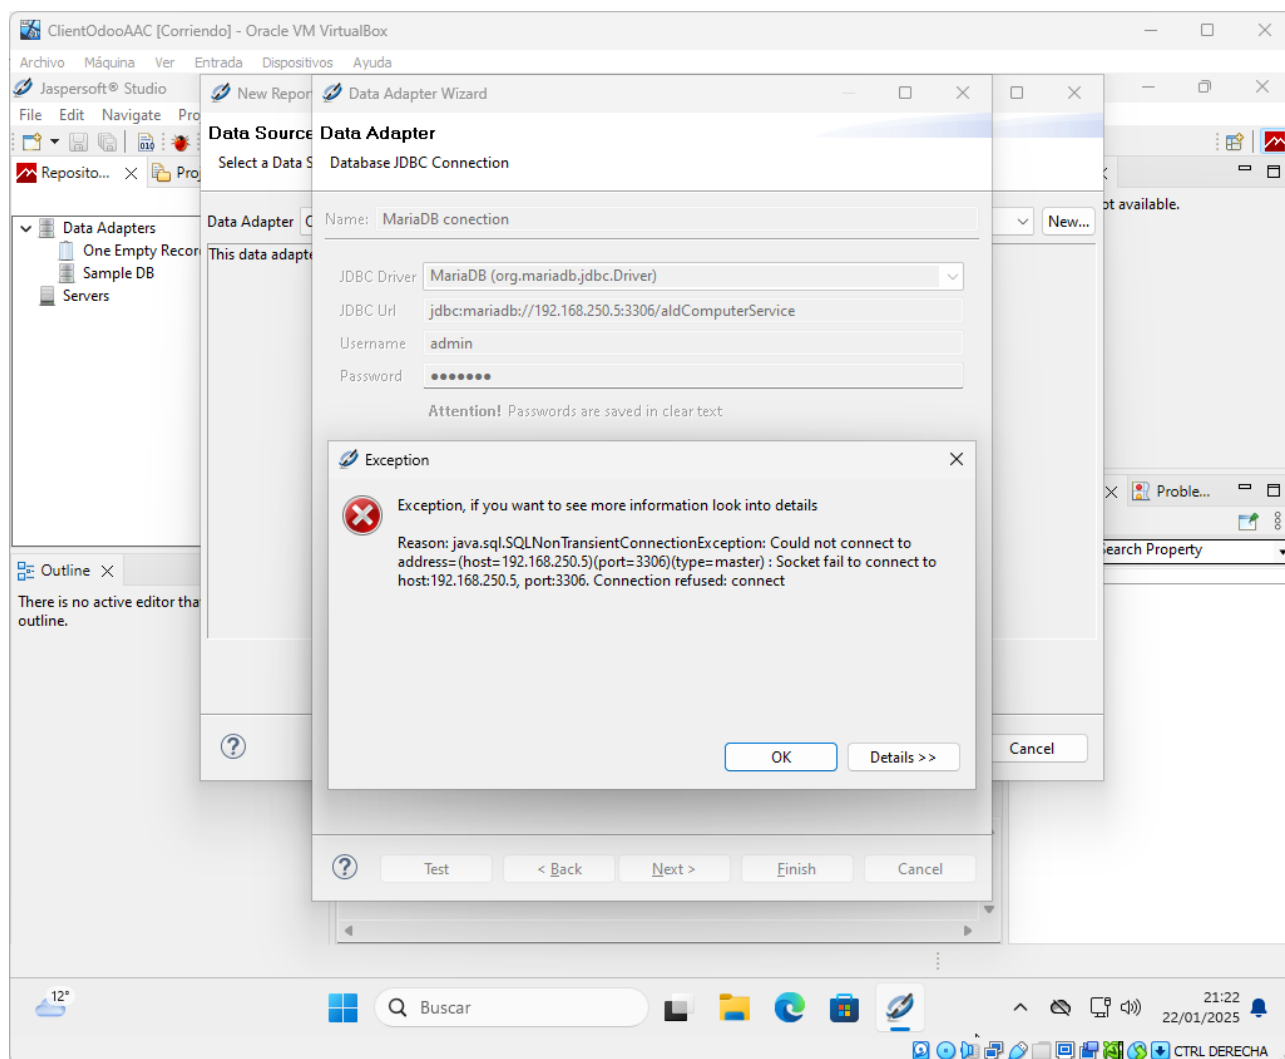 ClientOdooAAC [Corriendo] - Oracle VM VirtualBox
Archivo Máquina Ver Entrada Dispositivos Ayuda
Jaspersoft® Studio
File Edit Navigate Pro
New Repor
Data Adapter Wizard
Data Source
Select a Data S
Data Adapter
Database JDBC Connection
Reposito...
Proj
Data Adapters
One Empty Recor
Sample DB
Servers
Data Adapter
New...
This data adapte
ot available.
Name: MariaDB conection
JDBC Driver MariaDB (org.mariadb.jdbc.Driver)
JDBC Url jdbc:mariadb://192.168.250.5:3306/aldComputerService
Username admin
Password ●●●●●●●
Attention! Passwords are saved in clear text
Exception
Exception, if you want to see more information look into details
Reason: java.sql.SQLNonTransientConnectionException: Could not connect to
address=(host=192.168.250.5)(port=3306)(type=master) : Socket fail to connect to
host:192.168.250.5, port:3306. Connection refused: connect
OK Details >>
Proble...
earch Property
Outline
There is no active editor tha
outline.
Cancel
Test < Back Next > Finish Cancel
12°
Buscar
21:22
22/01/2025
CTRL DERECHA